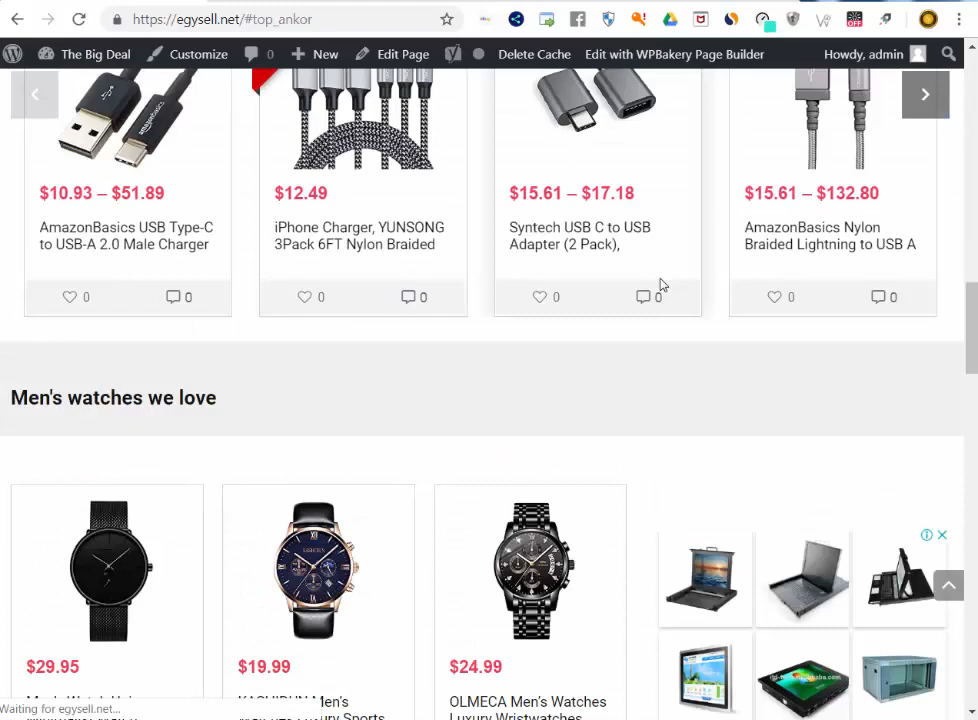 https://egysell.net/#top_ankor
OFF
The Big Deal
Customize
0
New
Edit Page
Delete Cache
Edit with WPBakery Page Builder
Howdy, admin
amazonbasics
$10.93 – $51.89
$12.49
$15.61 – $17.18
$15.61 – $132.80
AmazonBasics USB Type-C
to USB-A 2.0 Male Charger
iPhone Charger, YUNSONG
3Pack 6FT Nylon Braided
Syntech USB C to USB
Adapter (2 Pack),
AmazonBasics Nylon
Braided Lightning to USB A
0
0
0
0
0
0
0
0
Men's watches we love
$29.95
$19.99
$24.99
OLMECA Men's Watches
Waiting for egysell.net...